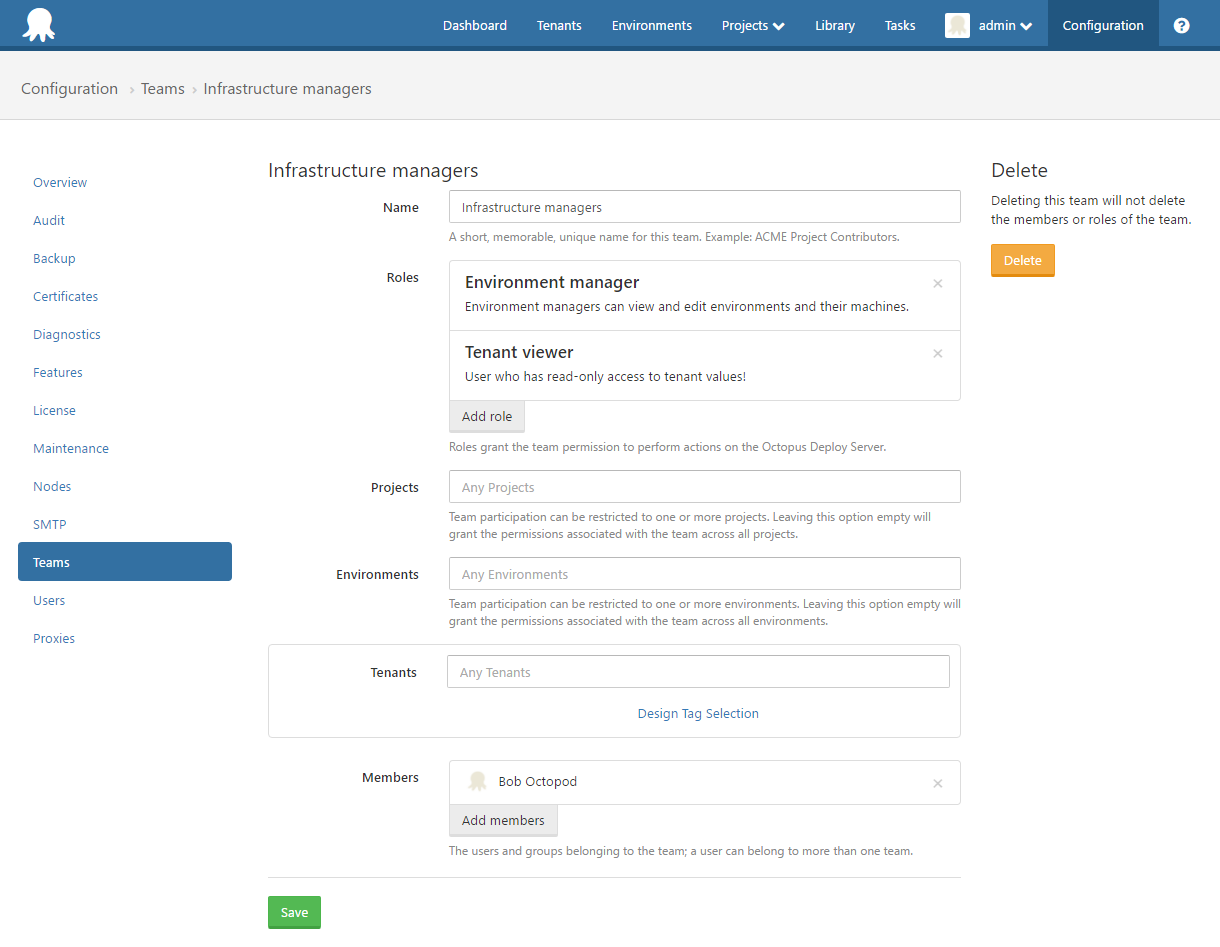 Dashboard Tenants Environments Projects Library Tasks admin Configuration ?
Configuration › Teams › Infrastructure managers
Overview
Audit
Backup
Certificates
Diagnostics
Features
License
Maintenance
Nodes
SMTP
Teams
Users
Proxies
Infrastructure managers
Name Infrastructure managers
A short, memorable, unique name for this team. Example: ACME Project Contributors.
Roles
Environment manager ×
Environment managers can view and edit environments and their machines.
Tenant viewer ×
User who has read-only access to tenant values!
Add role
Roles grant the team permission to perform actions on the Octopus Deploy Server.
Projects Any Projects
Team participation can be restricted to one or more projects. Leaving this option empty will
grant the permissions associated with the team across all projects.
Environments Any Environments
Team participation can be restricted to one or more environments. Leaving this option empty will
grant the permissions associated with the team across all environments.
Tenants Any Tenants
Design Tag Selection
Members Bob Octopod ×
Add members
The users and groups belonging to the team; a user can belong to more than one team.
Save
Delete
Deleting this team will not delete
the members or roles of the team.
Delete